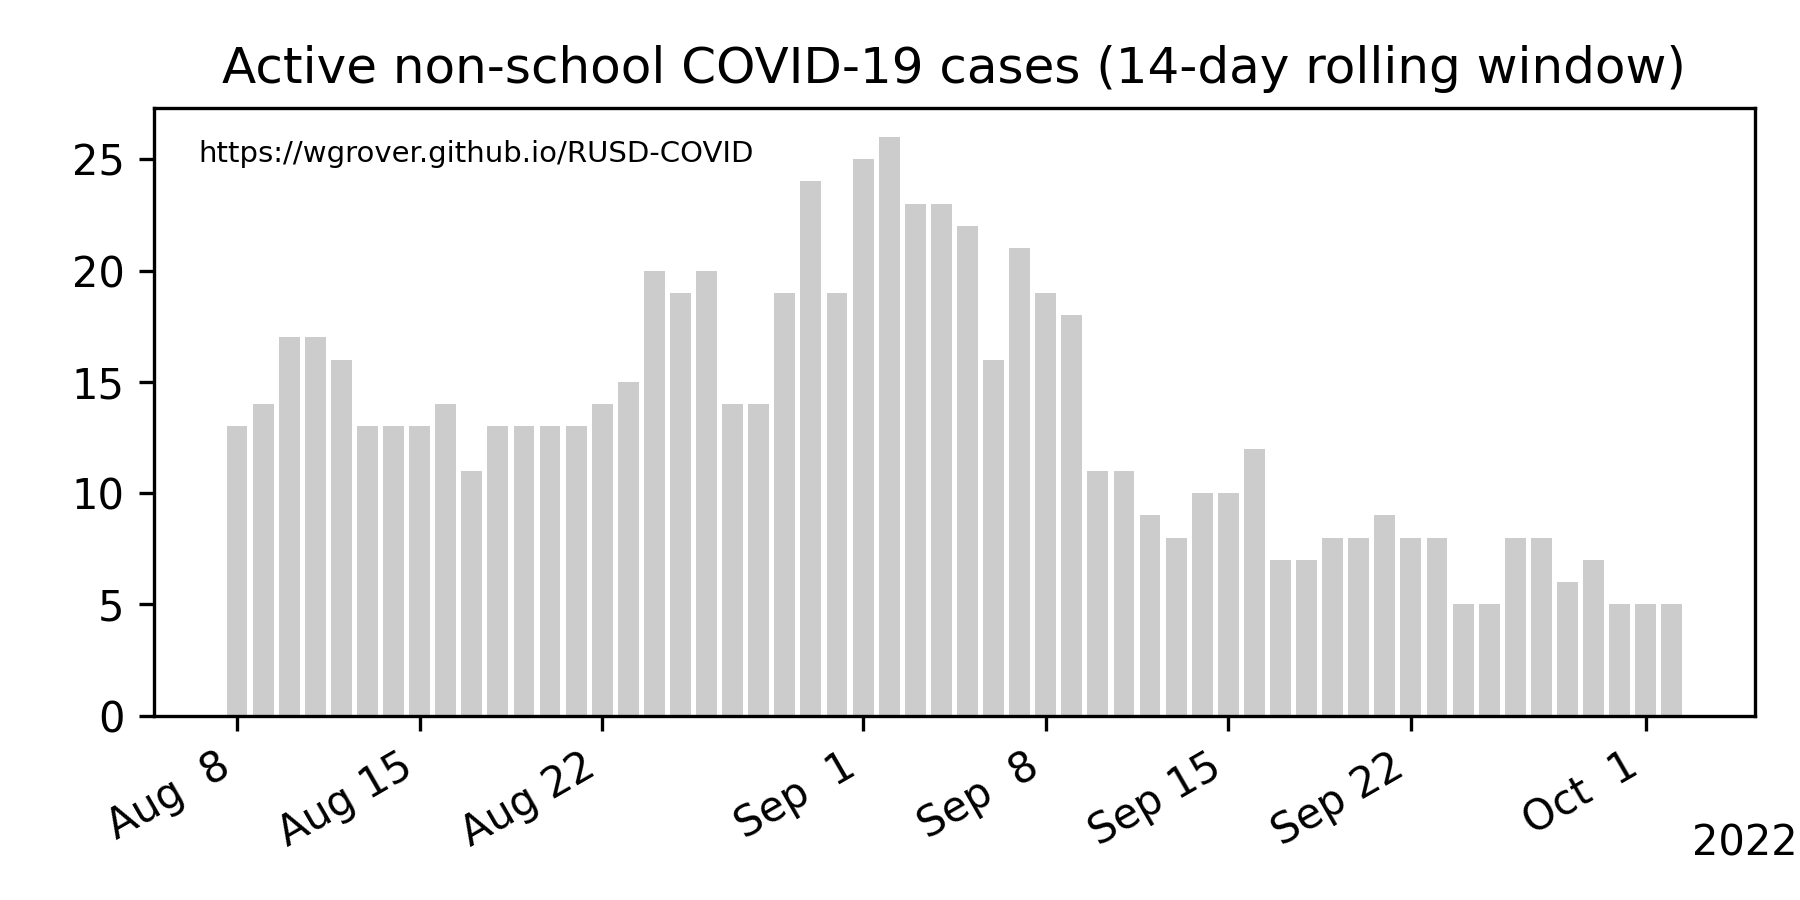 Active non-school COVID-19 cases (14-day rolling window)
https://wgrover.github.io/RUSD-COVID
25
20
15
10
5
0
Aug 8
Aug 15
Aug 22
Sep 1
Sep 8
Sep 15
Sep 22
Oct 1
2022